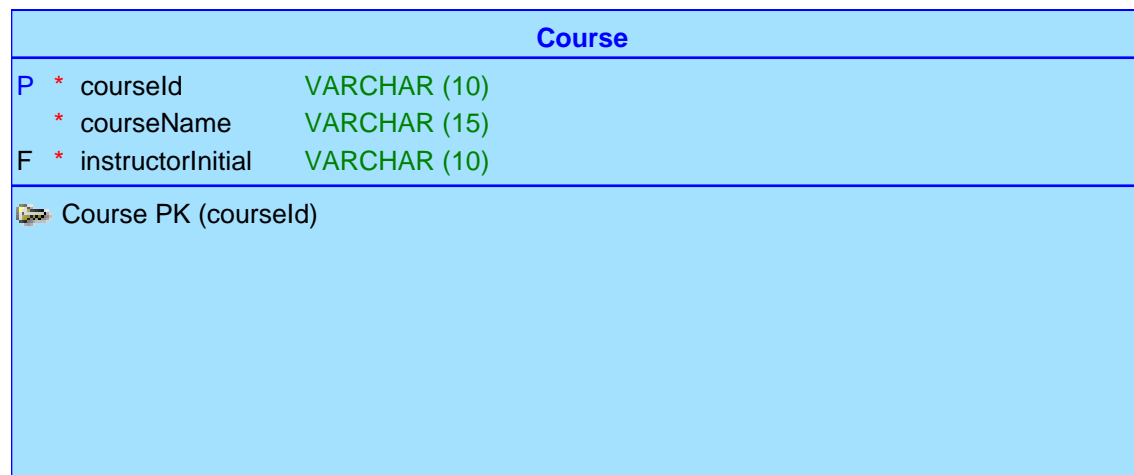 Course
P * courseId VARCHAR (10)
* courseName VARCHAR (15)
F * instructorInitial VARCHAR (10)
Course PK (courseId)